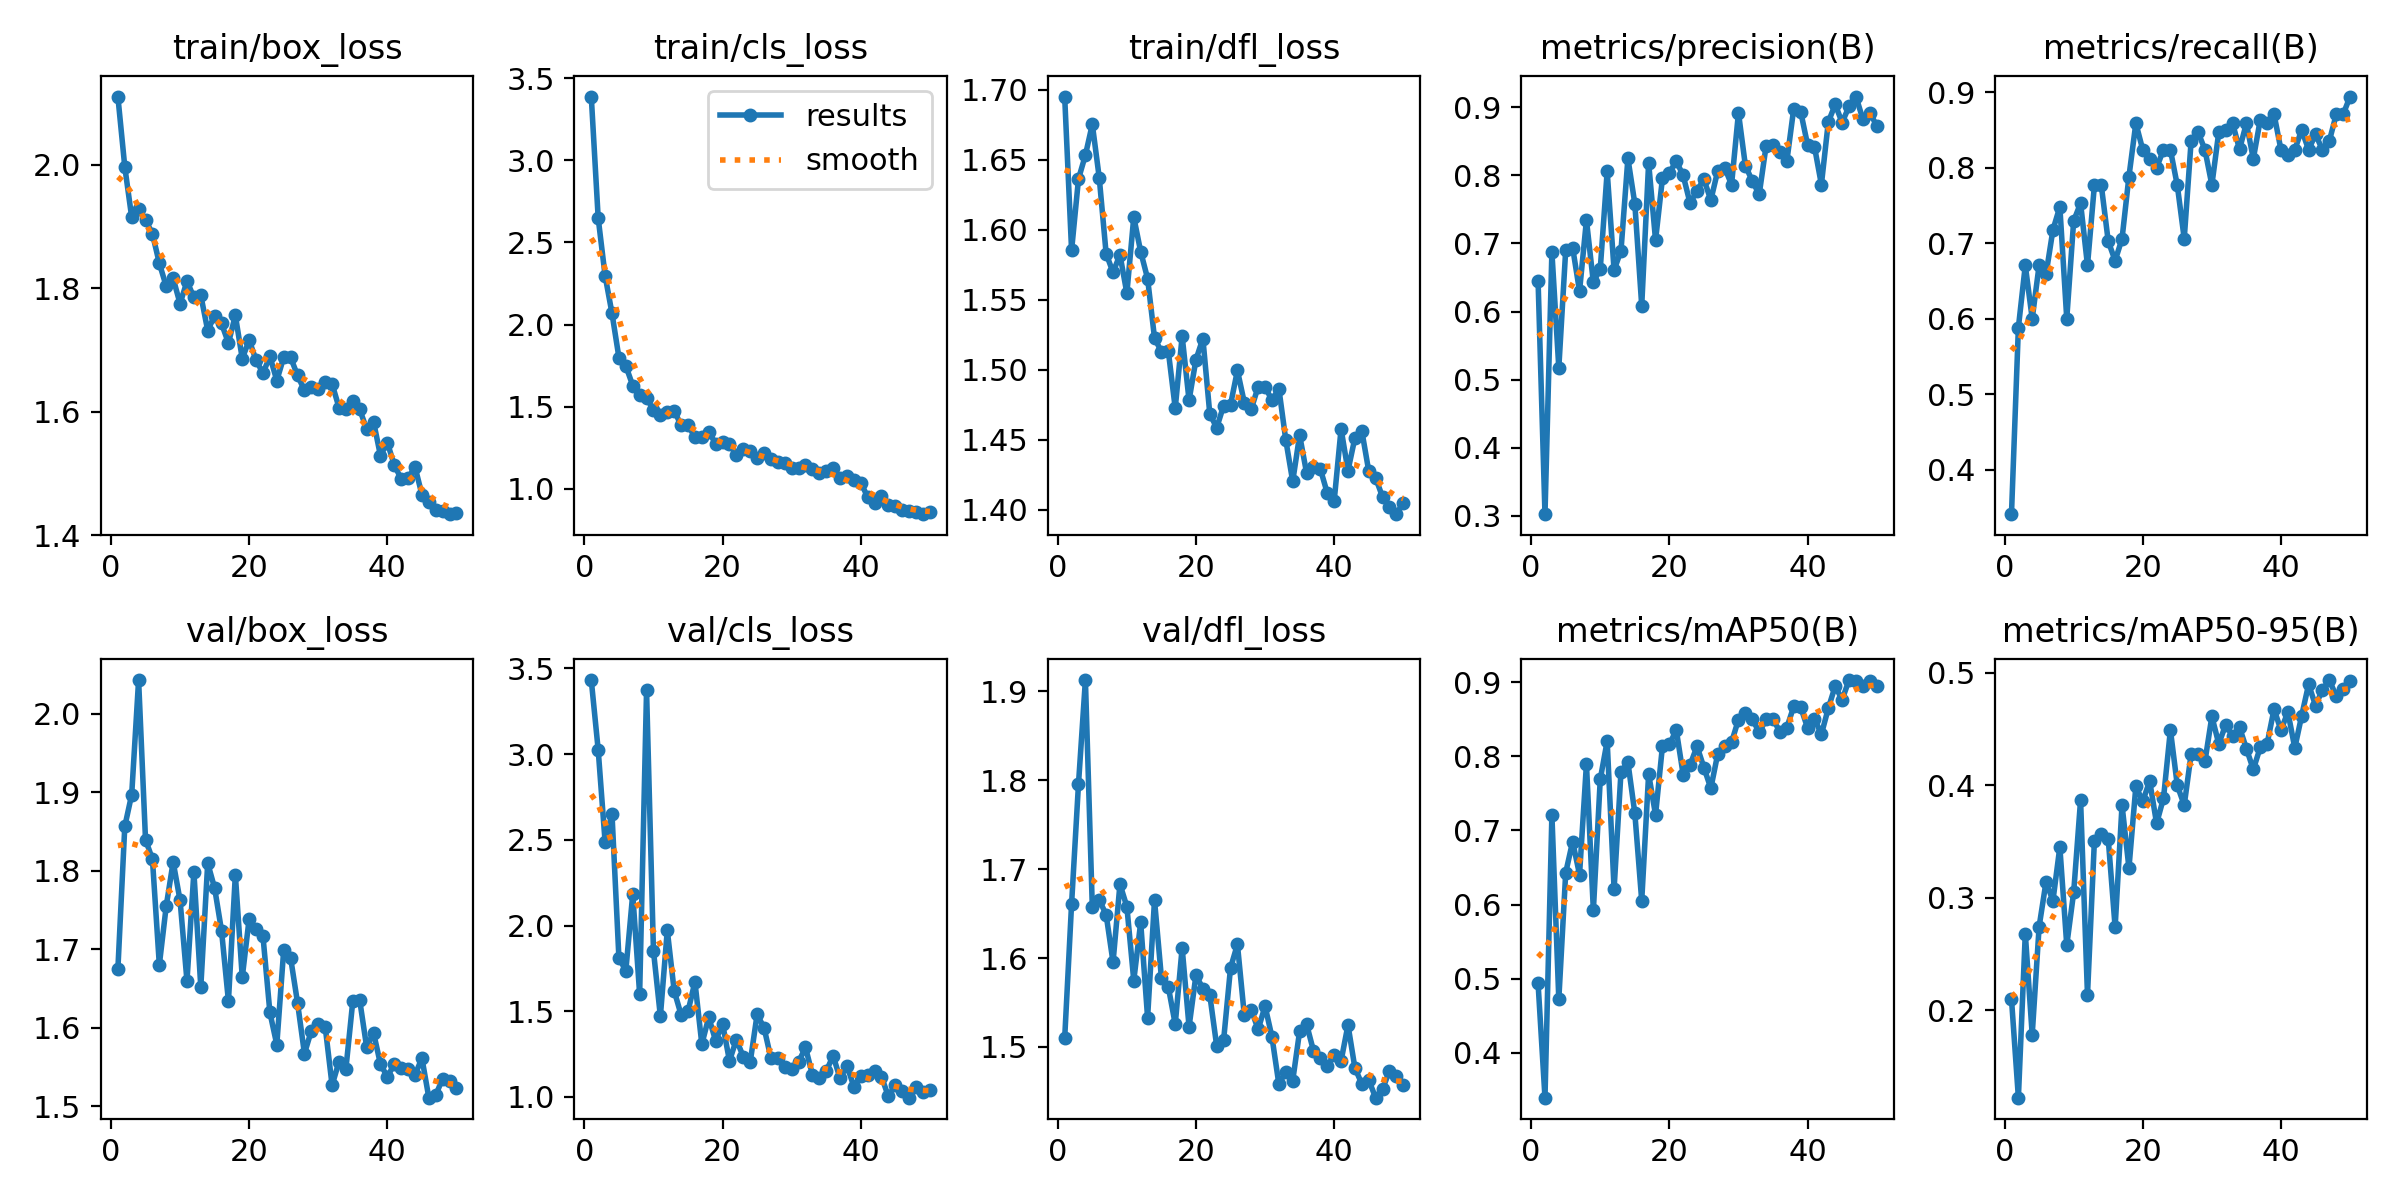 train/box_loss
train/cls_loss
train/dfl_loss
metrics/precision(B)
metrics/recall(B)
2.0
1.8
1.6
1.4
0 20 40
3.5
3.0
2.5
2.0
1.5
1.0
0 20 40
results
smooth
1.70
1.65
1.60
1.55
1.50
1.45
1.40
0 20 40
0.9
0.8
0.7
0.6
0.5
0.4
0.3
0 20 40
0.9
0.8
0.7
0.6
0.5
0.4
0 20 40
val/box_loss
val/cls_loss
val/dfl_loss
metrics/mAP50(B)
metrics/mAP50-95(B)
2.0
1.9
1.8
1.7
1.6
1.5
0 20 40
3.5
3.0
2.5
2.0
1.5
1.0
0 20 40
1.9
1.8
1.7
1.6
1.5
0 20 40
0.9
0.8
0.7
0.6
0.5
0.4
0 20 40
0.5
0.4
0.3
0.2
0 20 40